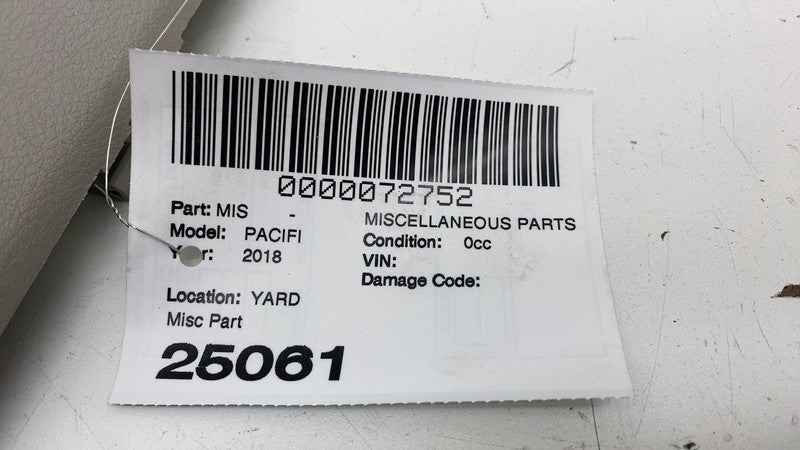 0000072752
Part: MIS - MISCELLANEOUS PARTS
Model: PACIFI Condition: 0cc
2018 VIN:
Damage Code:
Location: YARD
Misc Part
25061